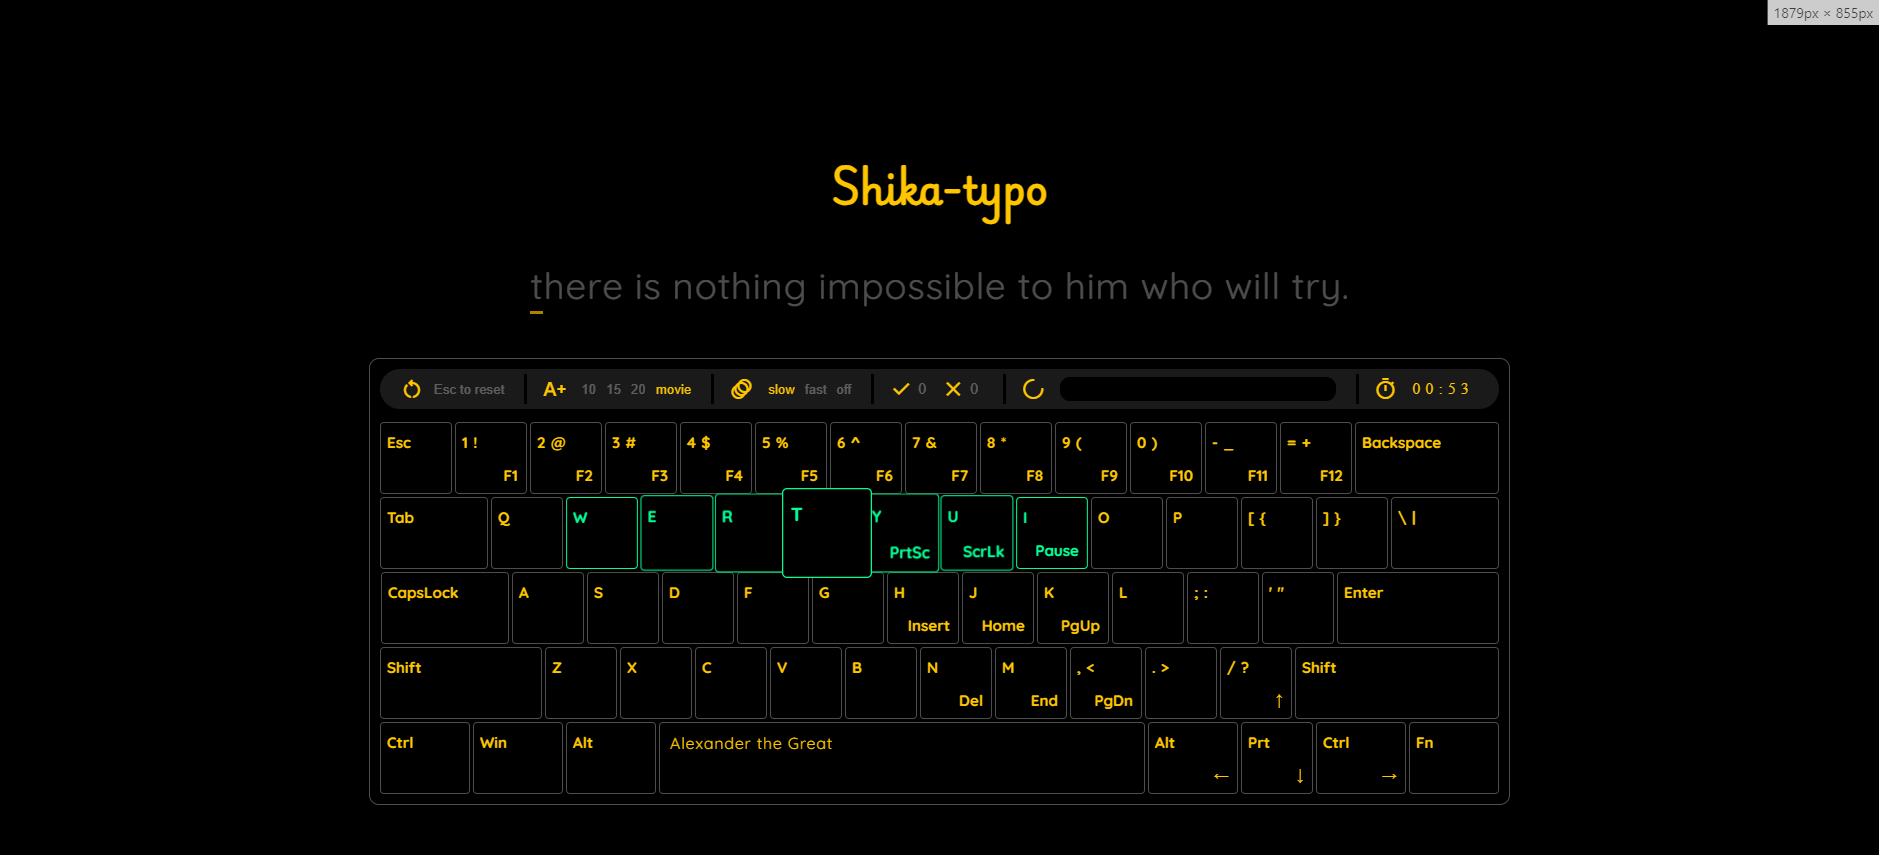 1879px × 855px
Shika-typo
there is nothing impossible to him who will try.
Esc to reset A+ 10 15 20 movie slow fast off 0 0 00:53
Esc 1 ! F1 2 @ F2 3 # F3 4 $ F4 5 % F5 6 ^ F6 7 & F7 8 * F8 9 ( F9 0 ) F10 - _ F11 = + F12 Backspace
Tab Q W E R T Y PrtSc U ScrLk I Pause O P [ { ] } \ |
CapsLock A S D F G H Insert J Home K PgUp L ; : ' " Enter
Shift Z X C V B N Del M End , < PgDn . > / ? ↑ Shift
Ctrl Win Alt Alexander the Great Alt ← Prt ↓ Ctrl → Fn